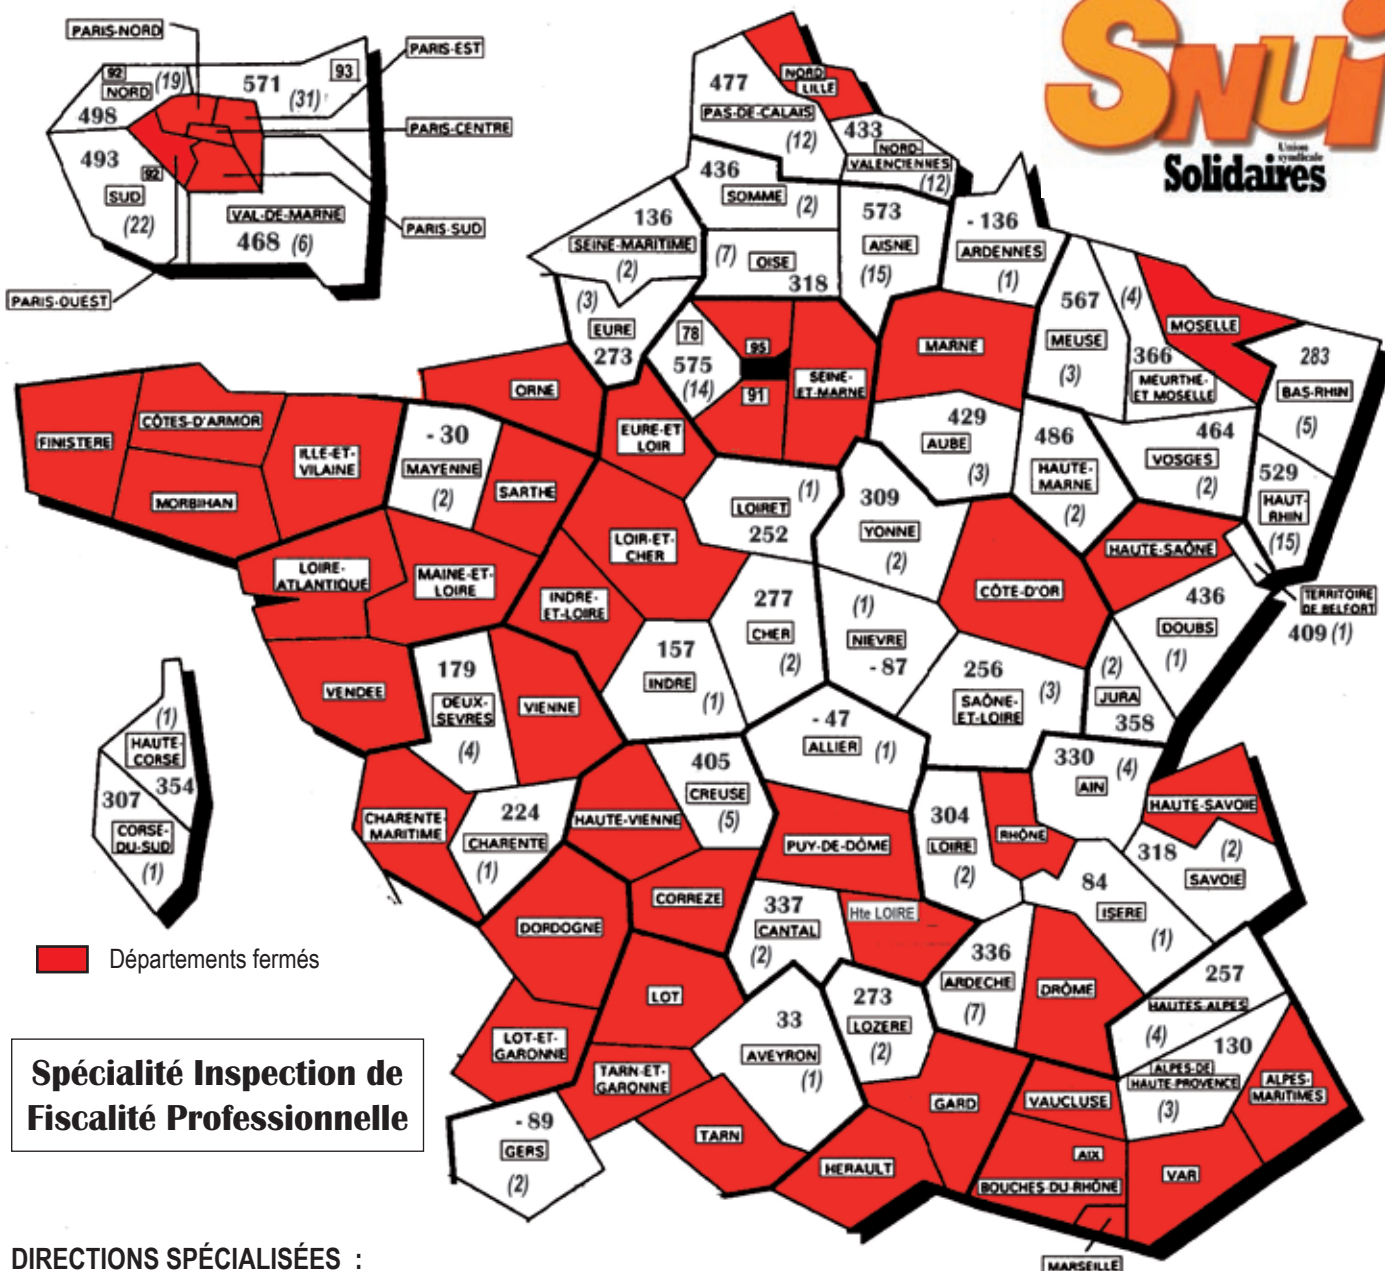 PARIS-NORD
PARIS-EST
92
NORD
(19)
571
93
(31)
498
PARIS-CENTRE
493
92
SUD
(22)
VAL-DE-MARNE
468 (6)
PARIS-SUD
PARIS-OUEST
SNUi
Union
syndicale
Solidaires
NORD
LILLE
477
PAS-DE-CALAIS
(12)
433
NORD-
VALENCIENNES
(12)
436
SOMME
(2)
136
SEINE-MARITIME
(2)
573
AISNE
(15)
- 136
ARDENNES
(1)
(7)
OISE
318
(3)
EURE
273
78
575
(14)
95
91
SEINE-
ET-MARNE
MARNE
567
MEUSE
(3)
(4)
366
MEURTHE-
ET MOSELLE
MOSELLE
283
BAS-RHIN
(5)
ORNE
FINISTERE
CÔTES-D'ARMOR
MORBIHAN
ILLE-ET-
VILAINE
- 30
MAYENNE
(2)
SARTHE
EURE-ET
LOIR
429
AUBE
(3)
486
HAUTE-
MARNE
(2)
464
VOSGES
(2)
529
HAUT-
RHIN
(15)
(1)
LOIRET
252
309
YONNE
(2)
LOIR-ET-
CHER
HAUTE-SAÔNE
CÔTE-D'OR
TERRITOIRE
DE BELFORT
409 (1)
436
DOUBS
(1)
LOIRE-
ATLANTIQUE
MAINE-ET-
LOIRE
INDRE-
ET-LOIRE
277
CHER
(2)
(1)
NIEVRE
- 87
256
SAÔNE-
ET-LOIRE
(3)
(2)
JURA
358
157
INDRE
(1)
VENDEE
179
DEUX-
SEVRES
(4)
VIENNE
- 47
ALLIER
(1)
(1)
HAUTE-
CORSE
354
307
CORSE-
DU-SUD
(1)
405
CREUSE
(5)
330
AIN
(4)
HAUTE-SAVOIE
CHARENTE-
MARITIME
224
CHARENTE
(1)
HAUTE-VIENNE
PUY-DE-DÔME
304
LOIRE
(2)
RHÔNE
318
(2)
SAVOIE
84
ISERE
(1)
CORREZE
DORDOGNE
337
CANTAL
(2)
Hte LOIRE
336
ARDECHE
(7)
DRÔME
257
HAUTES-ALPES
(4)
Départements fermés
LOT
273
LOZERE
(2)
33
AVEYRON
(1)
130
ALPES-DE
HAUTE-PROVENCE
(3)
ALPES-
MARITIMES
LOT-ET-
GARONNE
TARN-ET-
GARONNE
Spécialité Inspection de
Fiscalité Professionnelle
GARD
VAUCLUSE
- 89
GERS
(2)
TARN
HERAULT
AIX
BOUCHES-DU-RHÔNE
VAR
MARSEILLE
DIRECTIONS SPÉCIALISÉES :